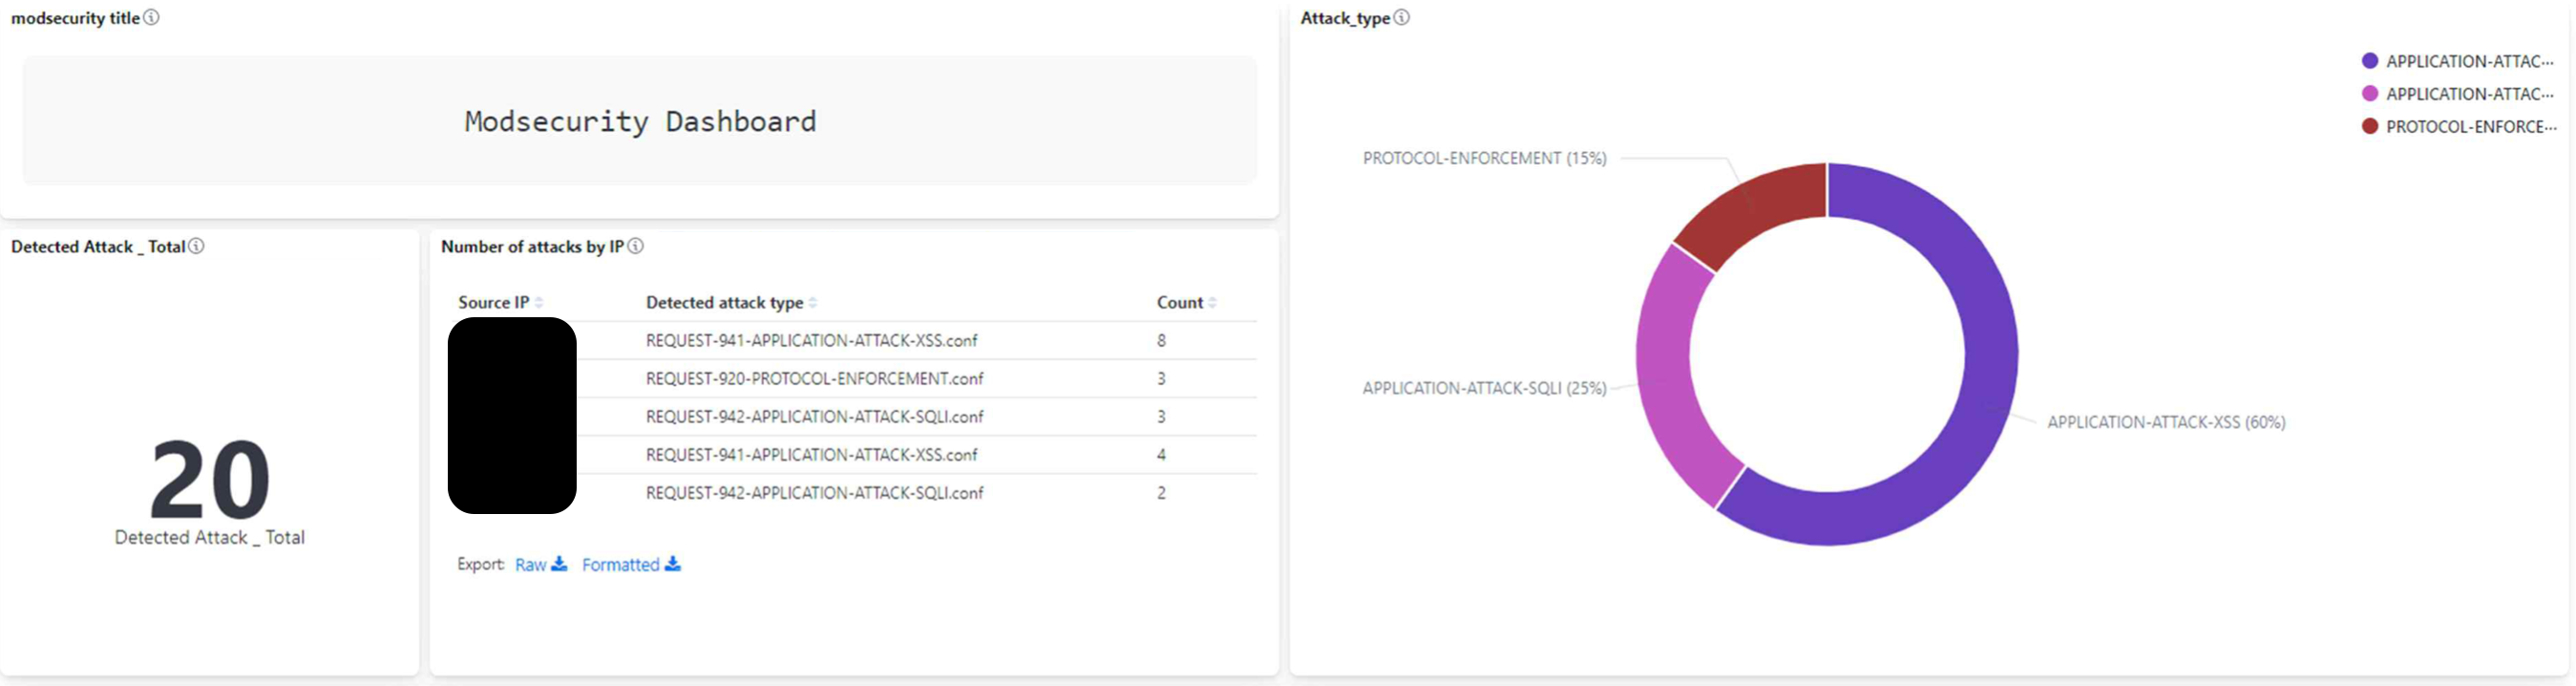 modsecurity title
Modsecurity Dashboard
Detected Attack _ Total
20
Detected Attack _ Total
Number of attacks by IP
Source IP Detected attack type Count
REQUEST-941-APPLICATION-ATTACK-XSS.conf 8
REQUEST-920-PROTOCOL-ENFORCEMENT.conf 3
REQUEST-942-APPLICATION-ATTACK-SQLI.conf 3
REQUEST-941-APPLICATION-ATTACK-XSS.conf 4
REQUEST-942-APPLICATION-ATTACK-SQLI.conf 2
Export: Raw Formatted
Attack_type
APPLICATION-ATTAC...
APPLICATION-ATTAC...
PROTOCOL-ENFORCE...
PROTOCOL-ENFORCEMENT (15%)
APPLICATION-ATTACK-SQLI (25%)
APPLICATION-ATTACK-XSS (60%)